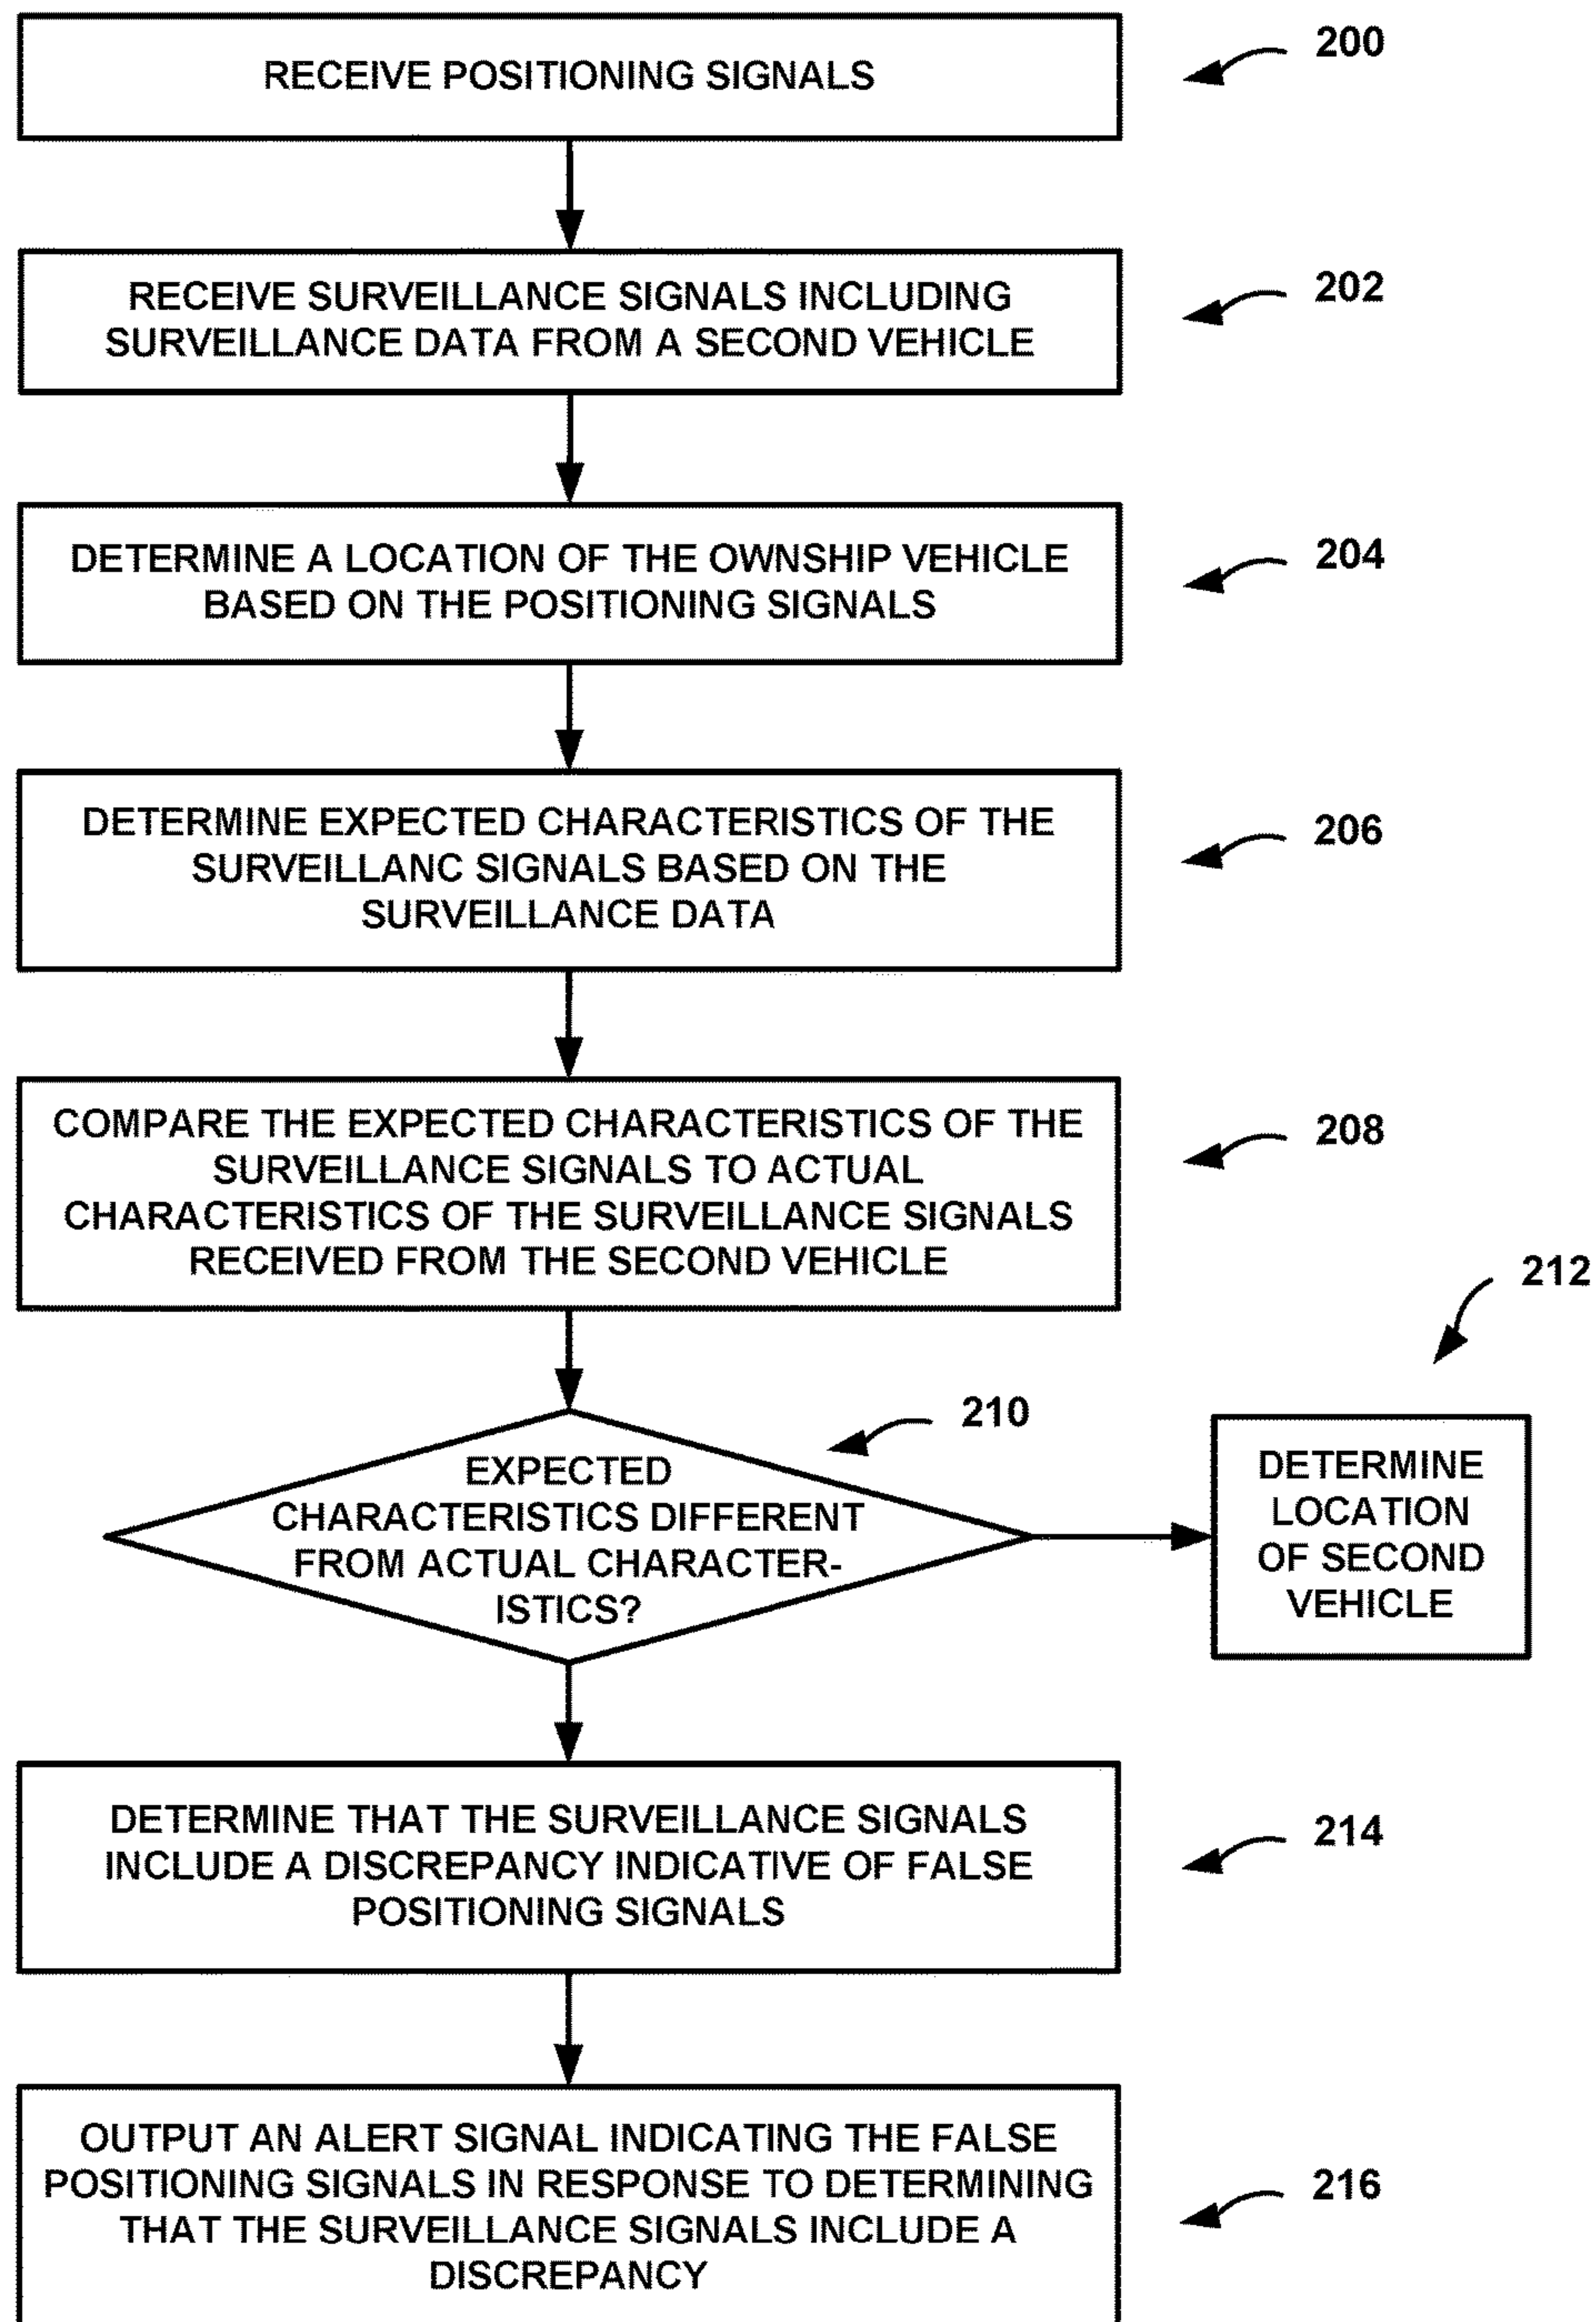 RECEIVE POSITIONING SIGNALS
200
RECEIVE SURVEILLANCE SIGNALS INCLUDING
SURVEILLANCE DATA FROM A SECOND VEHICLE
202
DETERMINE A LOCATION OF THE OWNSHIP VEHICLE
BASED ON THE POSITIONING SIGNALS
204
DETERMINE EXPECTED CHARACTERISTICS OF THE
SURVEILLANC SIGNALS BASED ON THE
SURVEILLANCE DATA
206
COMPARE THE EXPECTED CHARACTERISTICS OF THE
SURVEILLANCE SIGNALS TO ACTUAL
CHARACTERISTICS OF THE SURVEILLANCE SIGNALS
RECEIVED FROM THE SECOND VEHICLE
208
EXPECTED
CHARACTERISTICS DIFFERENT
FROM ACTUAL CHARACTER-
ISTICS?
210
DETERMINE
LOCATION
OF SECOND
VEHICLE
212
DETERMINE THAT THE SURVEILLANCE SIGNALS
INCLUDE A DISCREPANCY INDICATIVE OF FALSE
POSITIONING SIGNALS
214
OUTPUT AN ALERT SIGNAL INDICATING THE FALSE
POSITIONING SIGNALS IN RESPONSE TO DETERMINING
THAT THE SURVEILLANCE SIGNALS INCLUDE A
DISCREPANCY
216